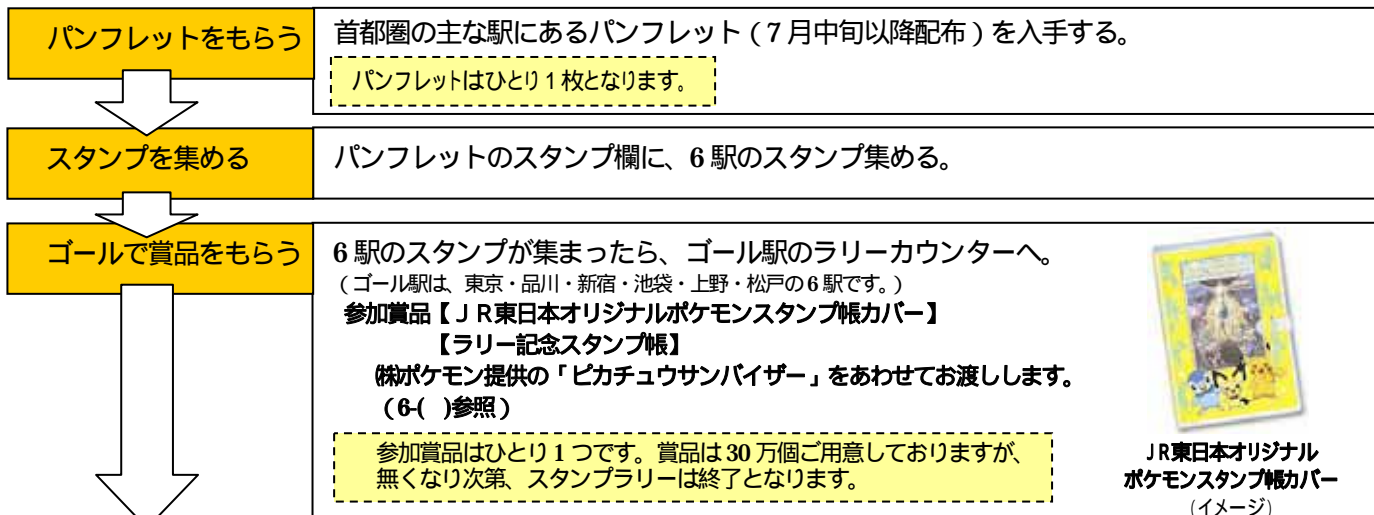 パンフレットをもらう
首都圏の主な駅にあるパンフレット（7月中旬以降配布）を入手する。
パンフレットはひとり1枚となります。
スタンプを集める
パンフレットのスタンプ欄に、6駅のスタンプ集める。
ゴールで賞品をもらう
6駅のスタンプが集まったら、ゴール駅のラリーカウンターへ。
（ゴール駅は、東京・品川・新宿・池袋・上野・松戸の6駅です。）
参加賞品【ＪＲ東日本オリジナルポケモンスタンプ帳カバー】
【ラリー記念スタンプ帳】
㈱ポケモン提供の「ピカチュウサンバイザー」をあわせてお渡しします。
（6-( )参照）
参加賞品はひとり1つです。賞品は30万個ご用意しておりますが、
無くなり次第、スタンプラリーは終了となります。
ＪＲ東日本オリジナル
ポケモンスタンプ帳カバー
（イメージ）